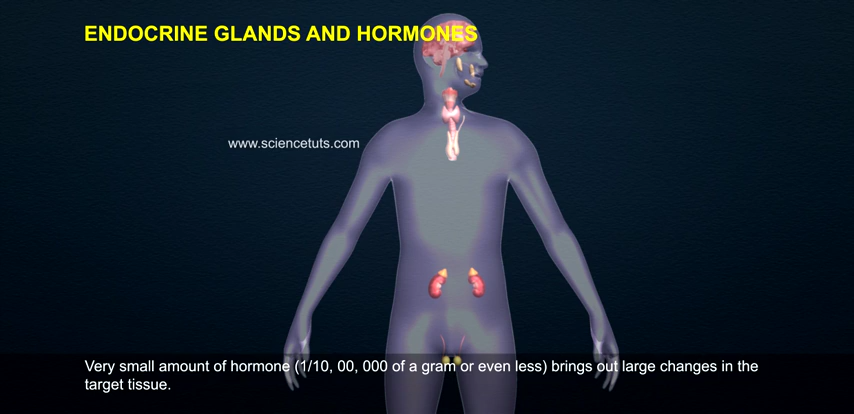 ENDOCRINE GLANDS AND HORMONES
www.sciencetuts.com
Very small amount of hormone (1/10, 00, 000 of a gram or even less) brings out large changes in the
target tissue.